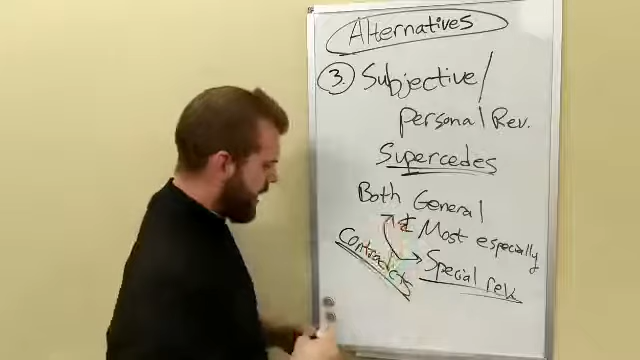 Alternatives
3. Subjective/
Personal Rev.
Supercedes
Both General
& Most especially
Contradicts
Special rev.